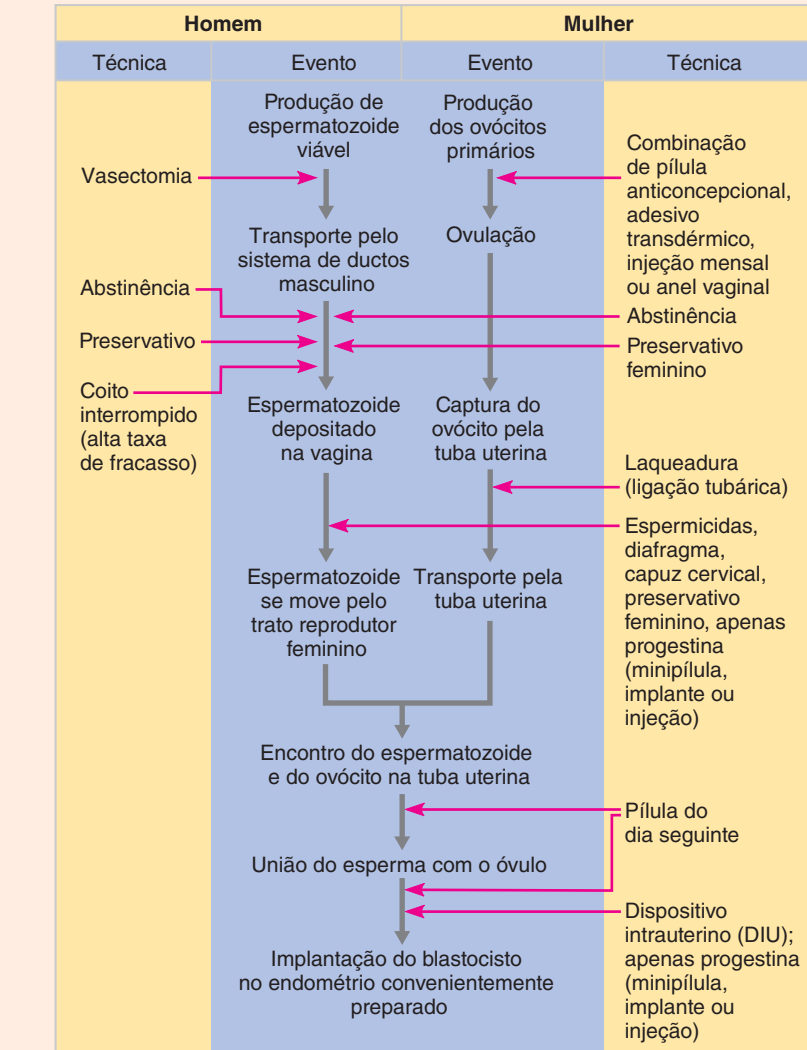 Homem
Mulher
Técnica
Evento
Evento
Técnica
Produção de
espermatozoide
viável
Produção
dos ovócitos
primários
Vasectomia
Combinação
de pílula
anticoncepcional,
adesivo
transdérmico,
injeção mensal
ou anel vaginal
Transporte pelo
sistema de ductos
masculino
Ovulação
Abstinência
Abstinência
Preservativo
Preservativo
feminino
Coito
interrompido
(alta taxa
de fracasso)
Espermatozoide
depositado
na vagina
Captura do
ovócito pela
tuba uterina
Laqueadura
(ligação tubárica)
Espermicidas,
diafragma,
capuz cervical,
preservativo
feminino, apenas
progestina
(minipílula,
implante ou
injeção)
Espermatozoide
se move pelo
trato reprodutor
feminino
Transporte pela
tuba uterina
Encontro do espermatozoide
e do ovócito na tuba uterina
Pílula do
dia seguinte
União do esperma com o óvulo
Dispositivo
intrauterino (DIU);
apenas progestina
(minipílula,
implante ou
injeção)
Implantação do blastocisto
no endométrio convenientemente
preparado